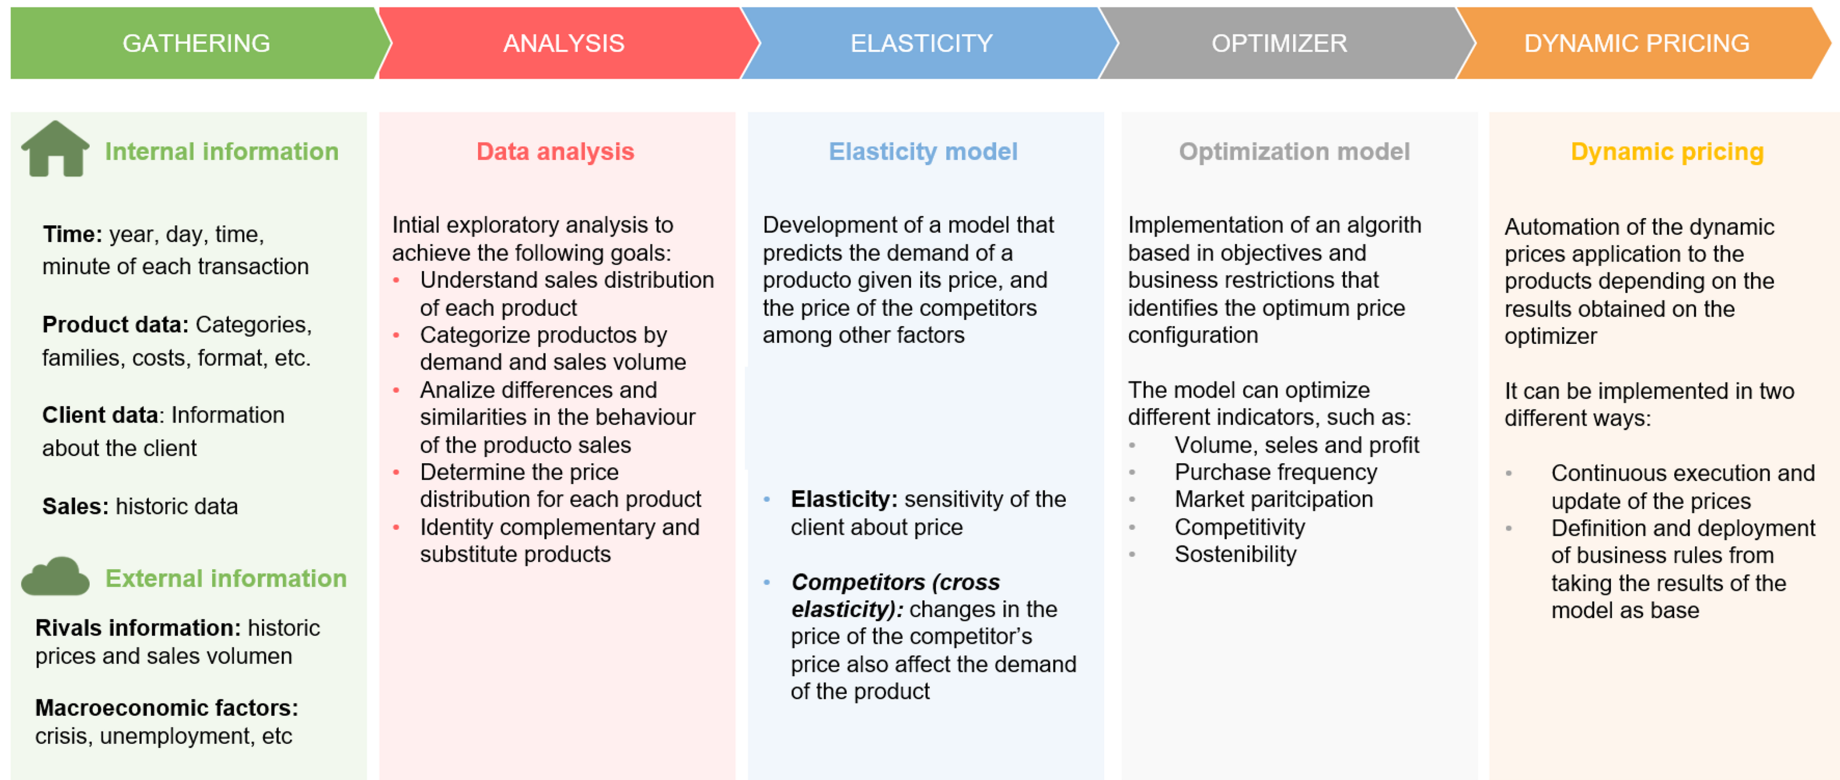 GATHERING
ANALYSIS
ELASTICITY
OPTIMIZER
DYNAMIC PRICING
Internal information
Time: year, day, time,
minute of each transaction
Product data: Categories,
families, costs, format, etc.
Client data: Information
about the client
Sales: historic data
External information
Rivals information: historic
prices and sales volumen
Macroeconomic factors:
crisis, unemployment, etc
Data analysis
Intial exploratory analysis to
achieve the following goals:
• Understand sales distribution
of each product
• Categorize productos by
demand and sales volume
• Analize differences and
similarities in the behaviour
of the producto sales
• Determine the price
distribution for each product
• Identity complementary and
substitute products
Elasticity model
Development of a model that
predicts the demand of a
producto given its price, and
the price of the competitors
among other factors
• Elasticity: sensitivity of the
client about price
• Competitors (cross
elasticity): changes in the
price of the competitor's
price also affect the demand
of the product
Optimization model
Implementation of an algorith
based in objectives and
business restrictions that
identifies the optimum price
configuration
The model can optimize
different indicators, such as:
• Volume, seles and profit
• Purchase frequency
• Market paritcipation
• Competitivity
• Sostenibility
Dynamic pricing
Automation of the dynamic
prices application to the
products depending on the
results obtained on the
optimizer
It can be implemented in two
different ways:
• Continuous execution and
update of the prices
• Definition and deployment
of business rules from
taking the results of the
model as base